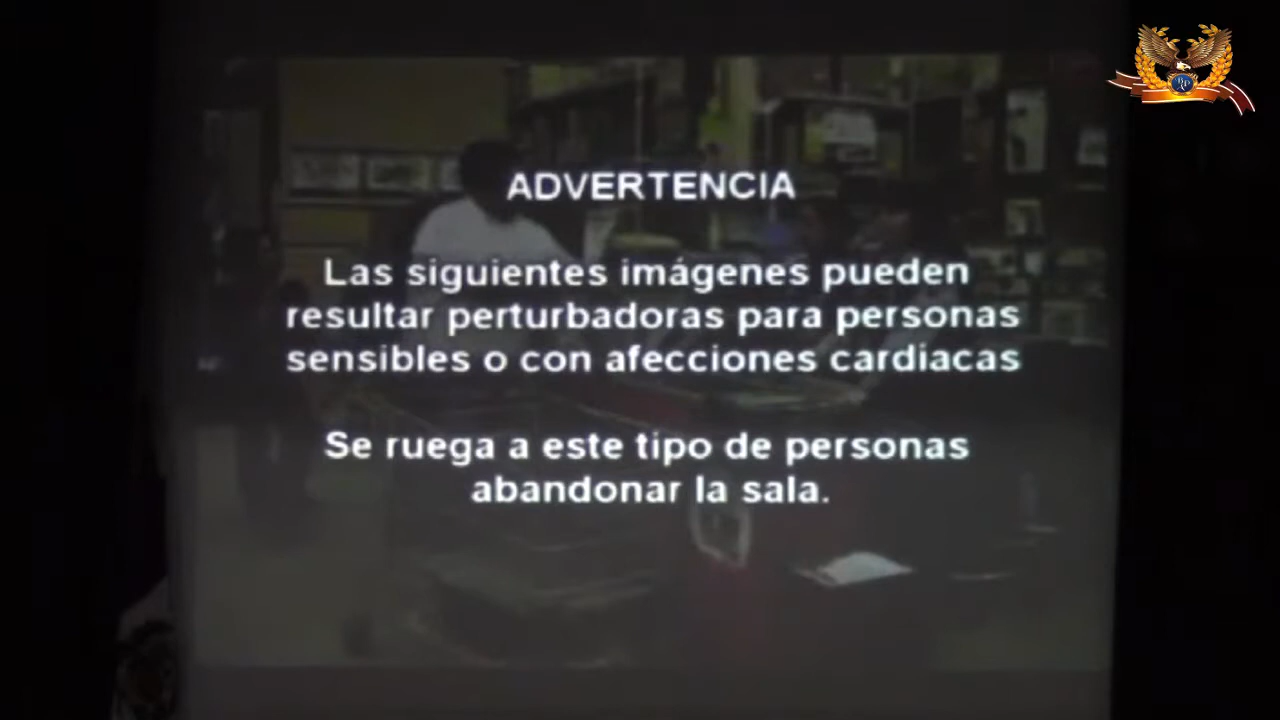 ADVERTENCIA
Las siguientes imágenes pueden
resultar perturbadoras para personas
sensibles o con afecciones cardiacas
Se ruega a este tipo de personas
abandonar la sala.